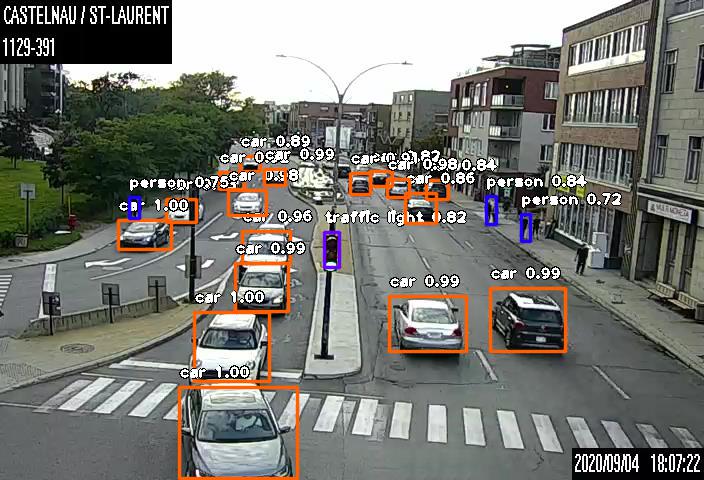 CASTELNAU / ST-LAURENT
1129-391
car 0.89
car 0.99
car 0.98
car 0.84
car 0.86
person 0.84
person 0.72
car 1.00
car 0.96
traffic light 0.82
car 0.99
car 0.99
car 0.99
car 1.00
car 1.00
2020/09/04 18:07:22